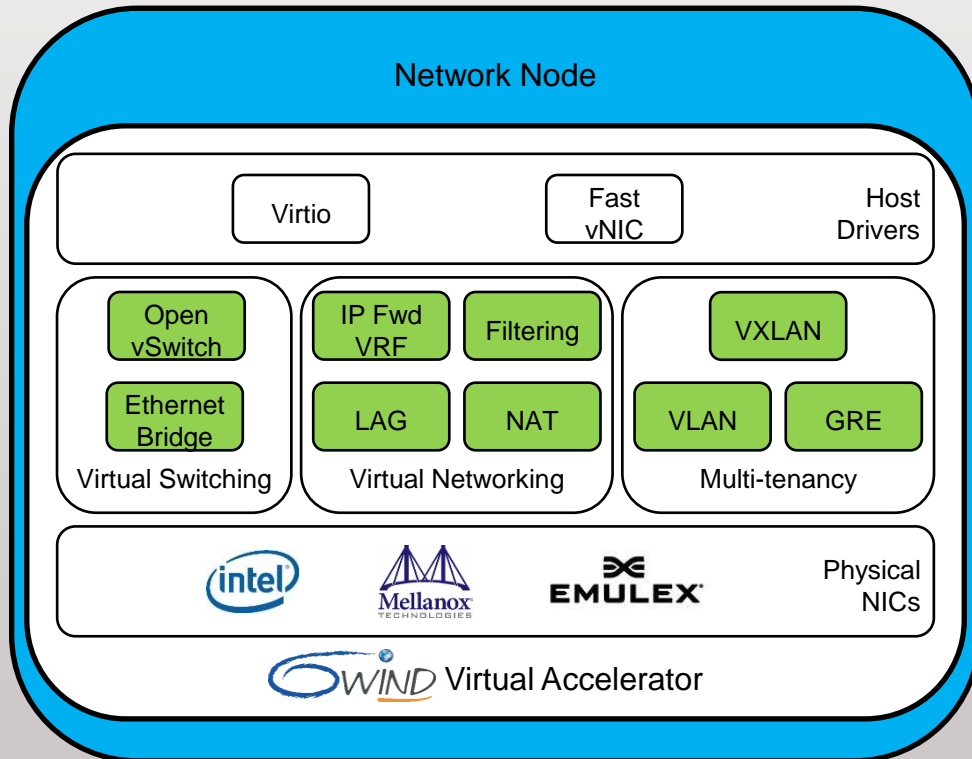 Network Node
Virtio
Fast
vNIC
Host
Drivers
Open
vSwitch
Ethernet
Bridge
Virtual Switching
IP Fwd
VRF
Filtering
LAG
NAT
Virtual Networking
VXLAN
VLAN
GRE
Multi-tenancy
intel
Mellanox
TECHNOLOGIES
EMULEX
Physical
NICs
6WIND Virtual Accelerator